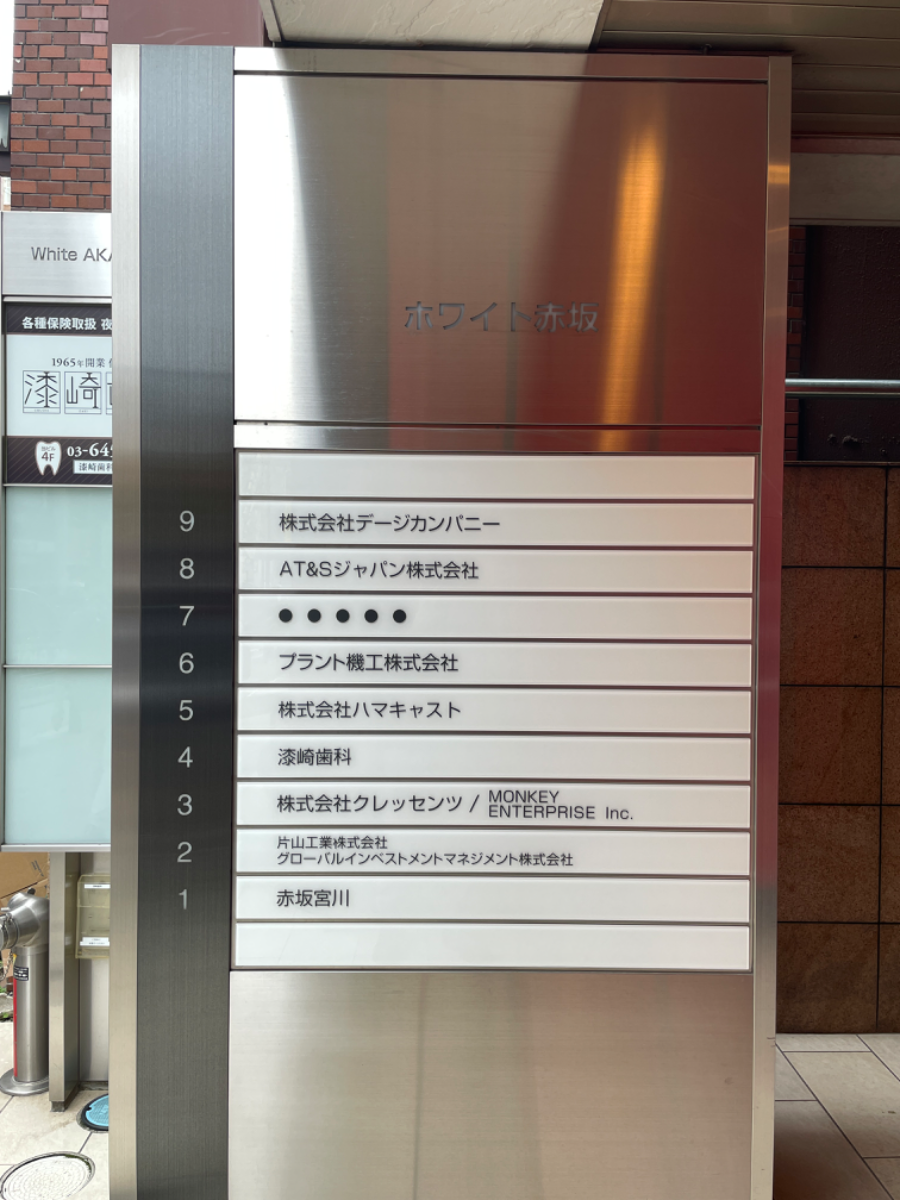 White AKA
各種保険取扱 夜
1965年開業
漆崎
4F
03-64
漆崎歯科
ホワイト赤坂
9 株式会社デージカンパニー
8 AT&Sジャパン株式会社
7 ●●●●●
6 プラント機工株式会社
5 株式会社ハマキャスト
4 漆崎歯科
3 株式会社クレッセンツ / MONKEY ENTERPRISE Inc.
2 片山工業株式会社
グローバルインベストメントマネジメント株式会社
1 赤坂宮川